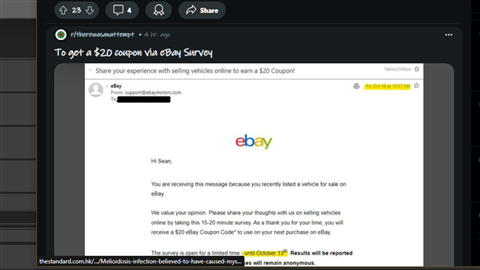 23
4
Share
r/therewasanattempt • 4 hr. ago
To get a $20 coupon via eBay Survey
Share your experience with selling vehicles online to earn a $20 Coupon!
Yahoo/Inbox
eBay
From: support@ebaymotors.com
To:
Fri, Oct 18 at 10:07 AM
ebay
Hi Sean,
You are receiving this message because you recently listed a vehicle for sale on
eBay.
We value your opinion. Please share your thoughts with us on selling vehicles
online by taking this 15-20 minute survey. As a thank you for your time, you will
receive a $20 eBay Coupon Code* to use on your next purchase on eBay.
The survey is open for a limited time - until October 13th. Results will be reported
es will remain anonymous.
thestandard.com.hk/.../Melioidosis-infection-believed-to-have-caused-mys...